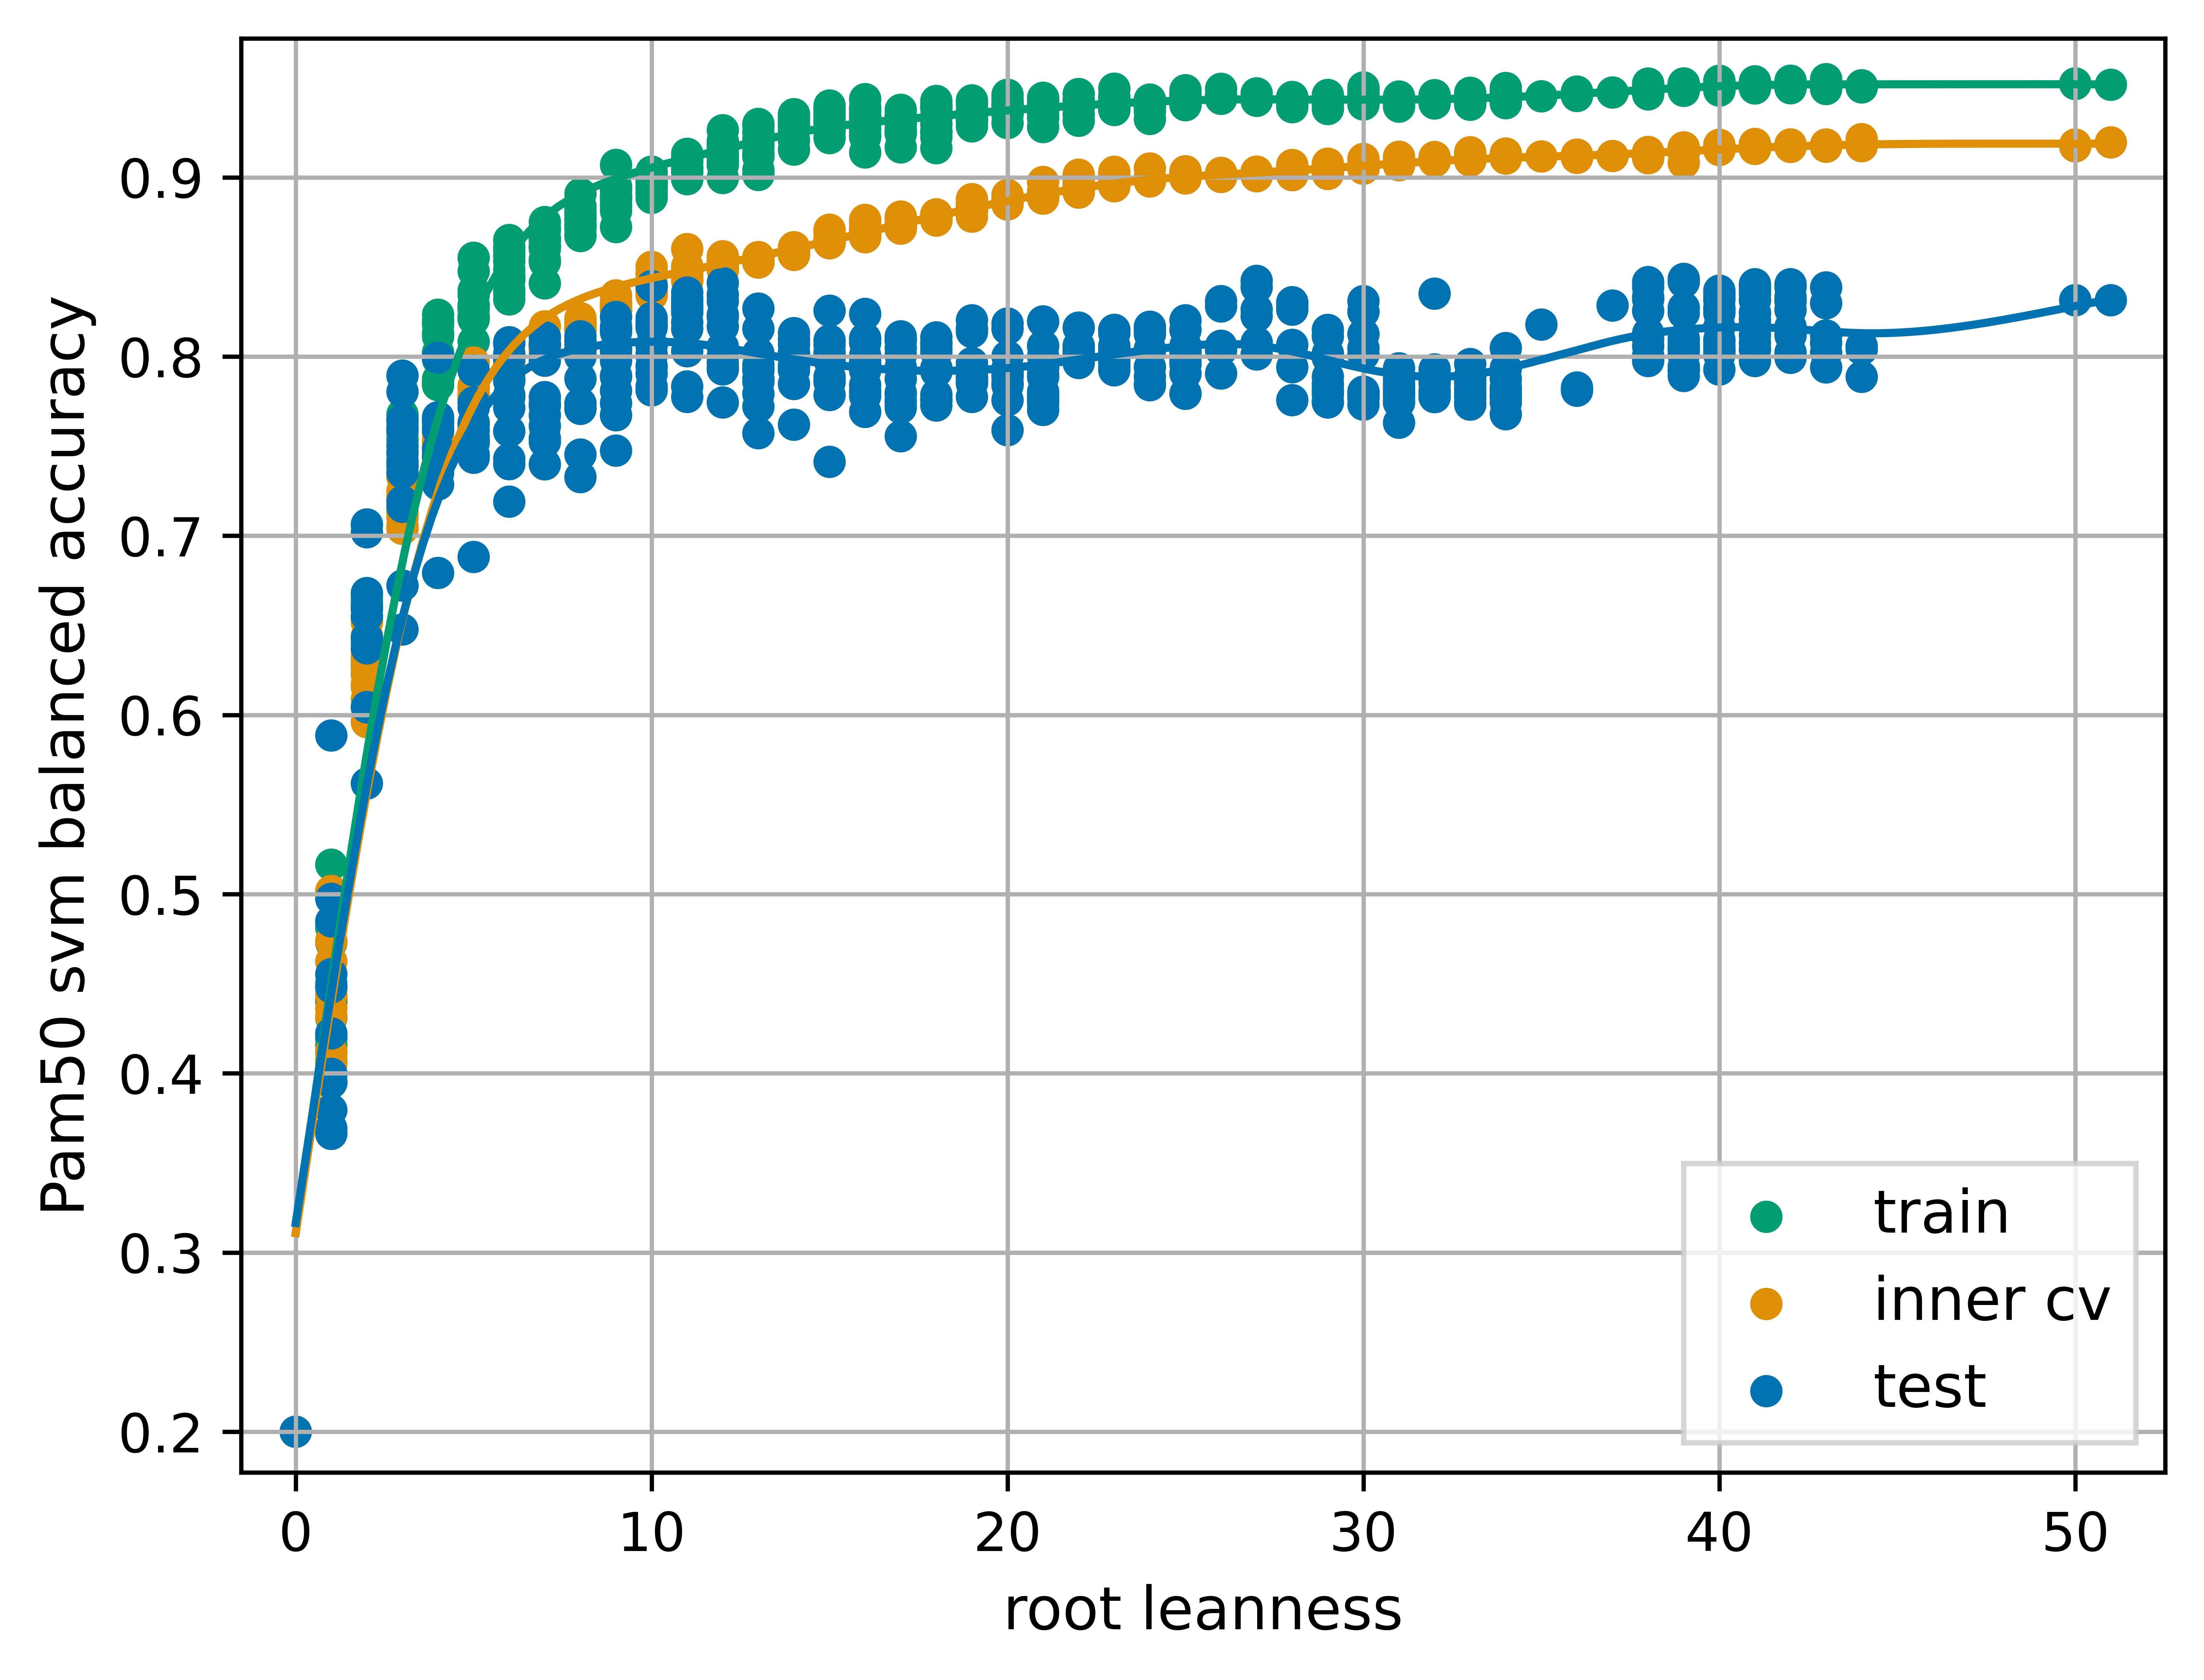 Pam50 svm balanced accuracy
0.9
0.8
0.7
0.6
0.5
0.4
0.3
0.2
0 10 20 30 40 50
root leanness
train
inner cv
test